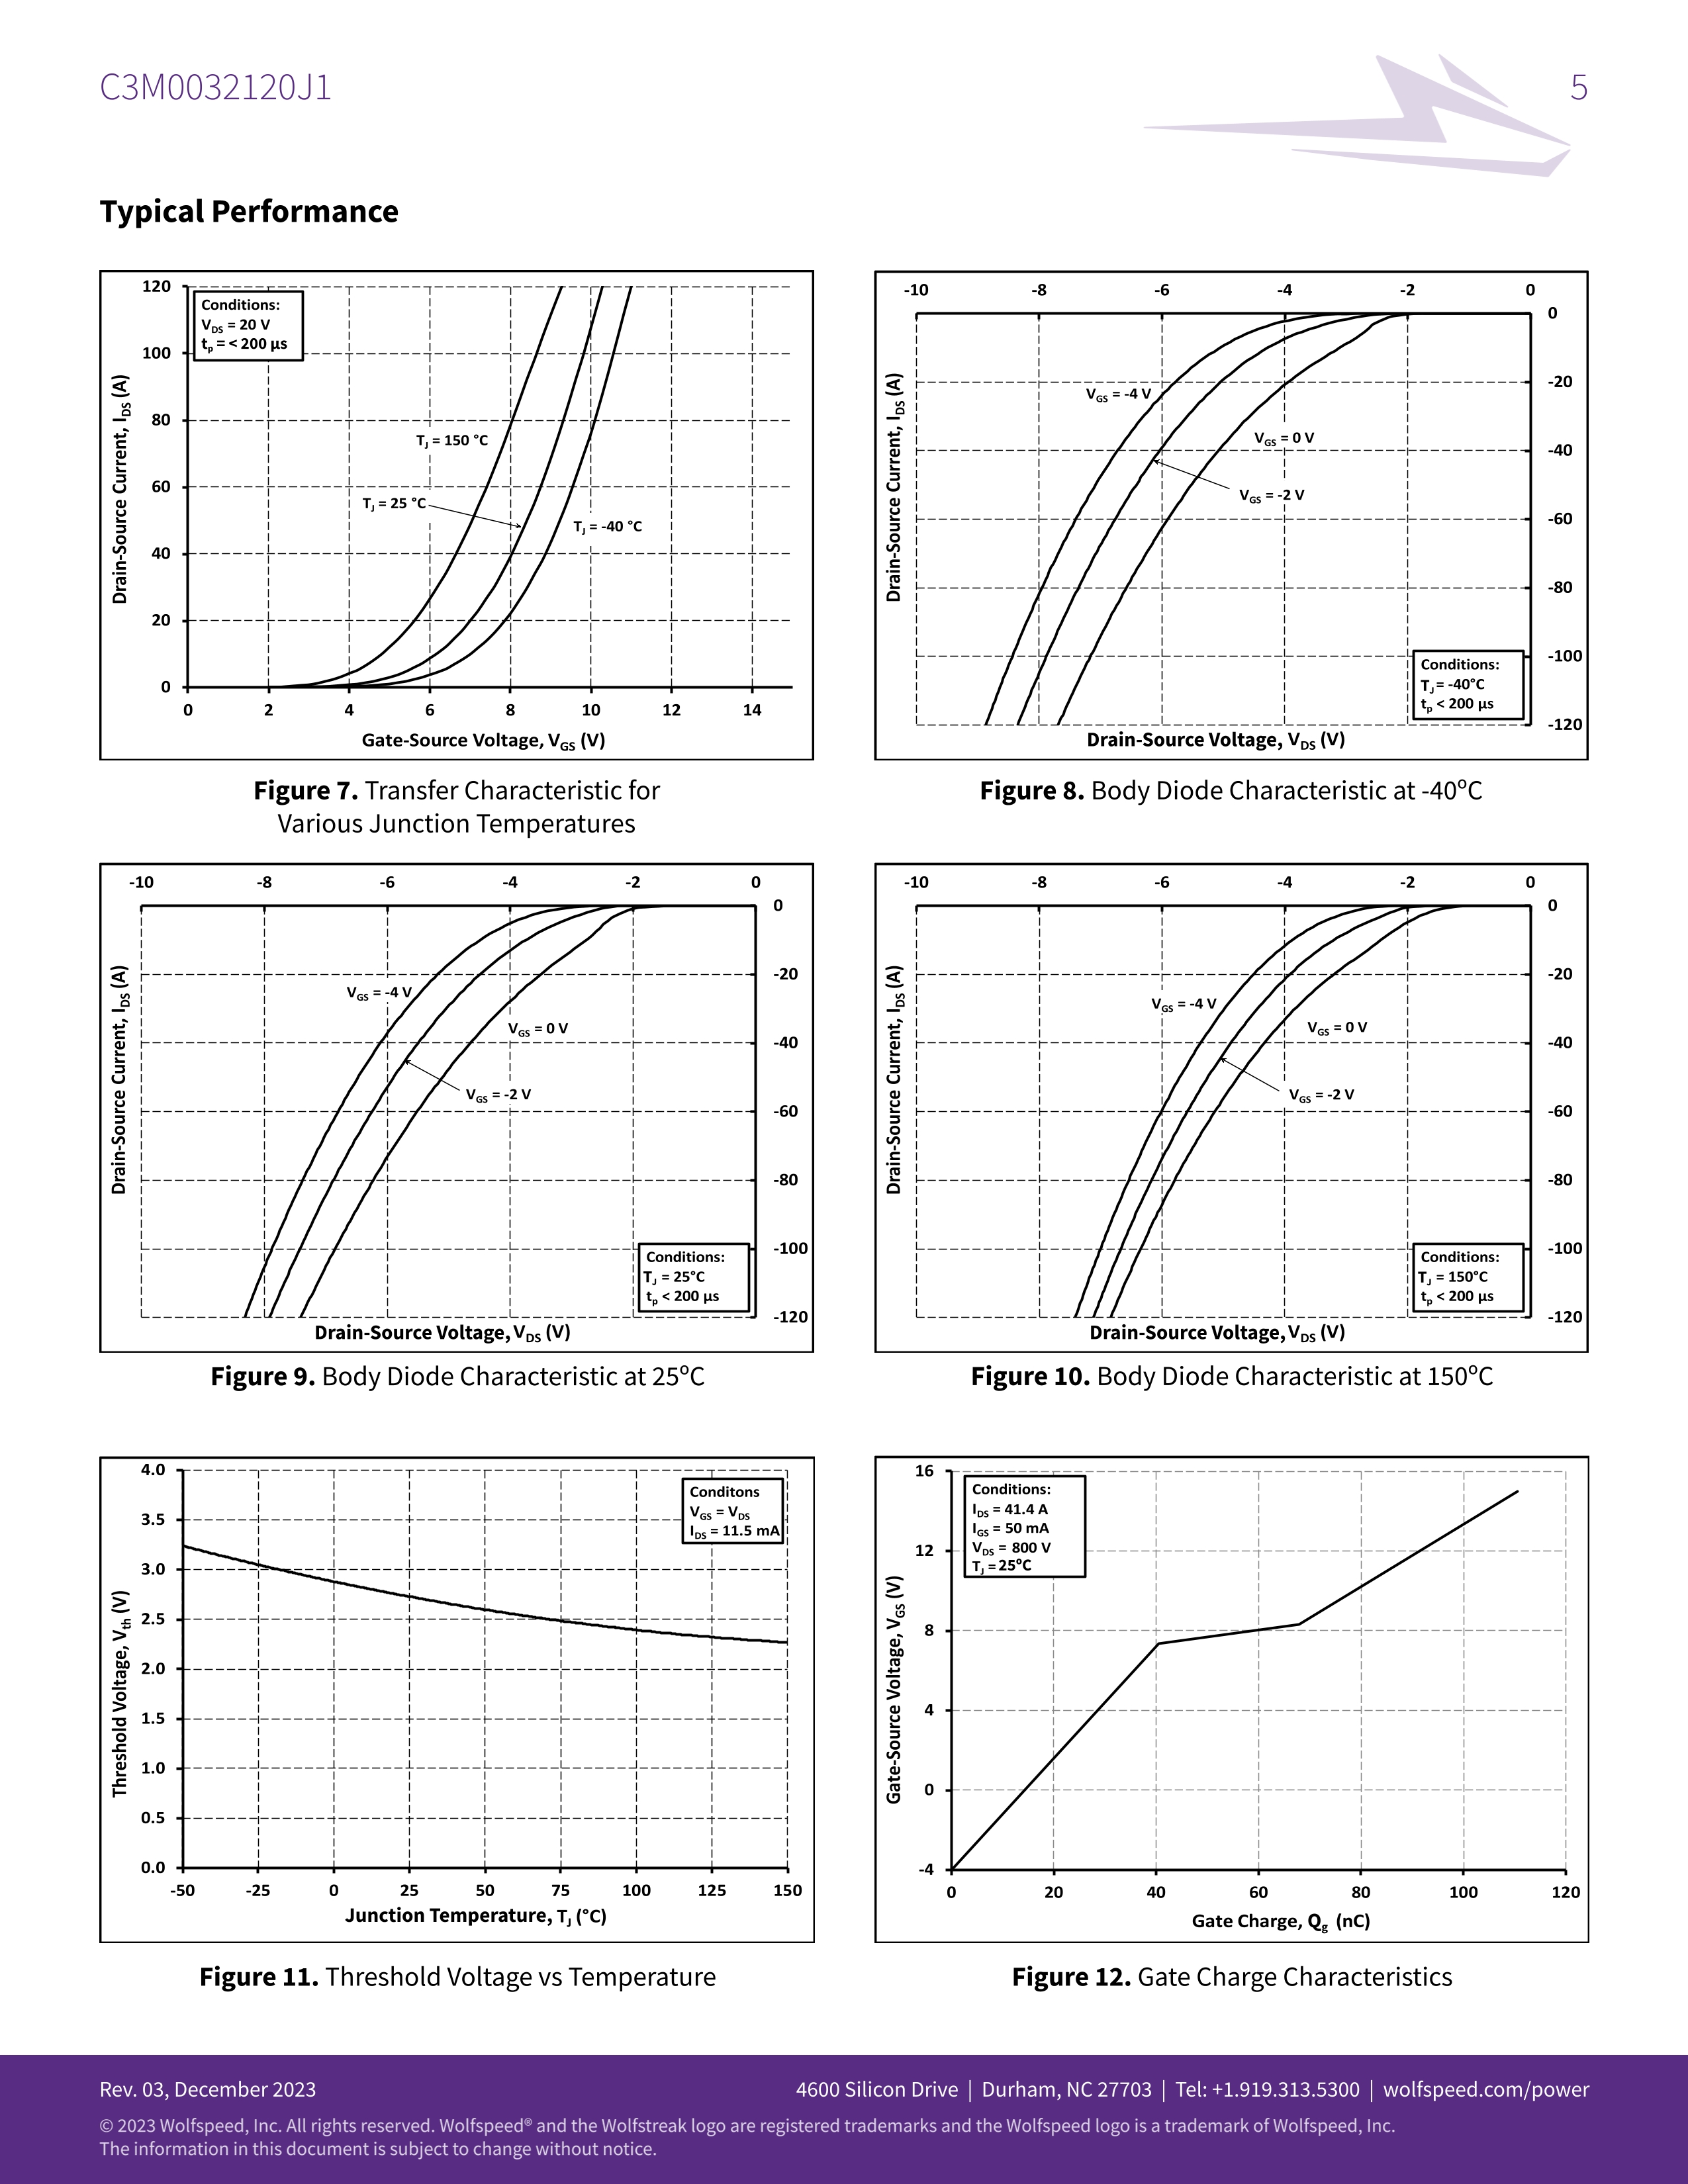 C3M0032120J1
5
Typical Performance
120
100
80
60
40
20
0
0 2 4 6 8 10 12 14
Drain-Source Current, IDS (A)
Gate-Source Voltage, VGS (V)
Conditions:
VDS = 20 V
tp = < 200 µs
TJ = 150 °C
TJ = 25 °C
TJ = -40 °C
Figure 7. Transfer Characteristic for
Various Junction Temperatures
-10 -8 -6 -4 -2 0
0
-20
-40
-60
-80
-100
-120
Drain-Source Current, IDS (A)
Drain-Source Voltage, VDS (V)
VGS = -4 V
VGS = 0 V
VGS = -2 V
Conditions:
TJ = -40°C
tp < 200 µs
Figure 8. Body Diode Characteristic at -40ºC
-10 -8 -6 -4 -2 0
0
-20
-40
-60
-80
-100
-120
Drain-Source Current, IDS (A)
Drain-Source Voltage, VDS (V)
VGS = -4 V
VGS = 0 V
VGS = -2 V
Conditions:
TJ = 25°C
tp < 200 µs
Figure 9. Body Diode Characteristic at 25ºC
-10 -8 -6 -4 -2 0
0
-20
-40
-60
-80
-100
-120
Drain-Source Current, IDS (A)
Drain-Source Voltage, VDS (V)
VGS = -4 V
VGS = 0 V
VGS = -2 V
Conditions:
TJ = 150°C
tp < 200 µs
Figure 10. Body Diode Characteristic at 150ºC
4.0
3.5
3.0
2.5
2.0
1.5
1.0
0.5
0.0
-50 -25 0 25 50 75 100 125 150
Threshold Voltage, Vth (V)
Junction Temperature, TJ (°C)
Conditons
VGS = VDS
IDS = 11.5 mA
Figure 11. Threshold Voltage vs Temperature
16
12
8
4
0
-4
0 20 40 60 80 100 120
Gate-Source Voltage, VGS (V)
Gate Charge, Qg (nC)
Conditions:
IDS = 41.4 A
IGS = 50 mA
VDS = 800 V
TJ = 25°C
Figure 12. Gate Charge Characteristics
Rev. 03, December 2023
4600 Silicon Drive | Durham, NC 27703 | Tel: +1.919.313.5300 | wolfspeed.com/power
© 2023 Wolfspeed, Inc. All rights reserved. Wolfspeed® and the Wolfstreak logo are registered trademarks and the Wolfspeed logo is a trademark of Wolfspeed, Inc.
The information in this document is subject to change without notice.